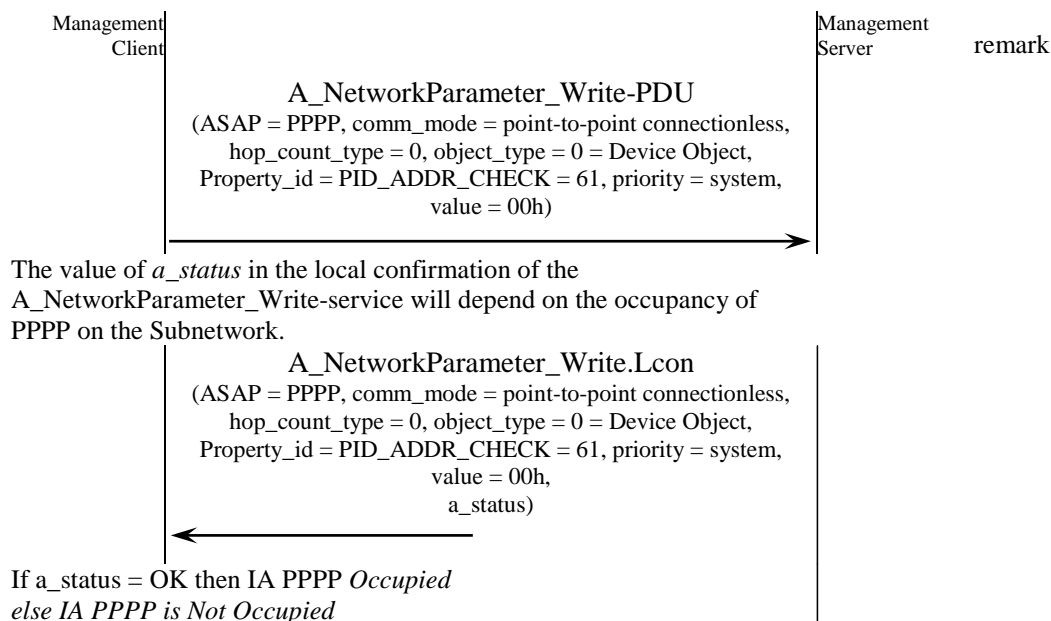 Management Client
Management Server
remark
A_NetworkParameter_Write-PDU
(ASAP = PPPP, comm_mode = point-to-point connectionless,
hop_count_type = 0, object_type = 0 = Device Object,
Property_id = PID_ADDR_CHECK = 61, priority = system,
value = 00h)
The value of a_status in the local confirmation of the
A_NetworkParameter_Write-service will depend on the occupancy of
PPPP on the Subnetwork.
A_NetworkParameter_Write.Lcon
(ASAP = PPPP, comm_mode = point-to-point connectionless,
hop_count_type = 0, object_type = 0 = Device Object,
Property_id = PID_ADDR_CHECK = 61, priority = system,
value = 00h,
a_status)
If a_status = OK then IA PPPP Occupied
else IA PPPP is Not Occupied